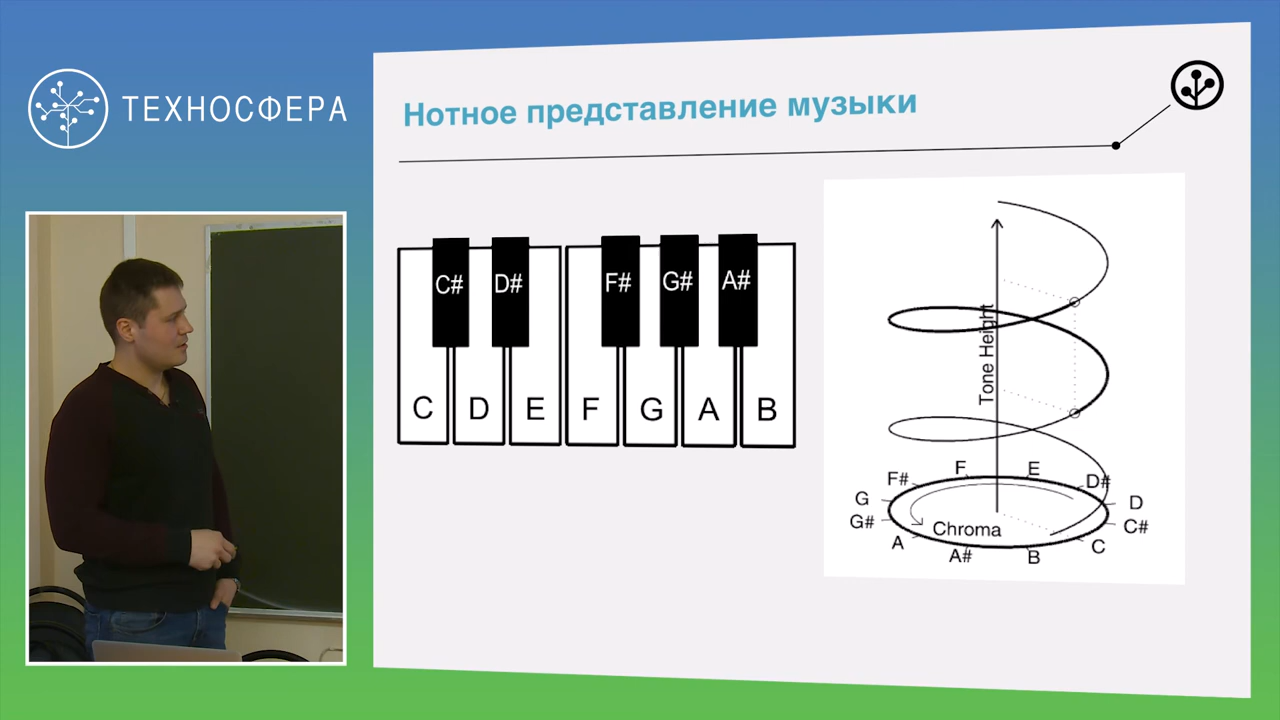 ТЕХНОСФЕРА
Нотное представление музыки
C# D# F# G# A#
C D E F G A B
Tone Height
F E
F# D#
G D
G# C#
Chroma
A C
A# B